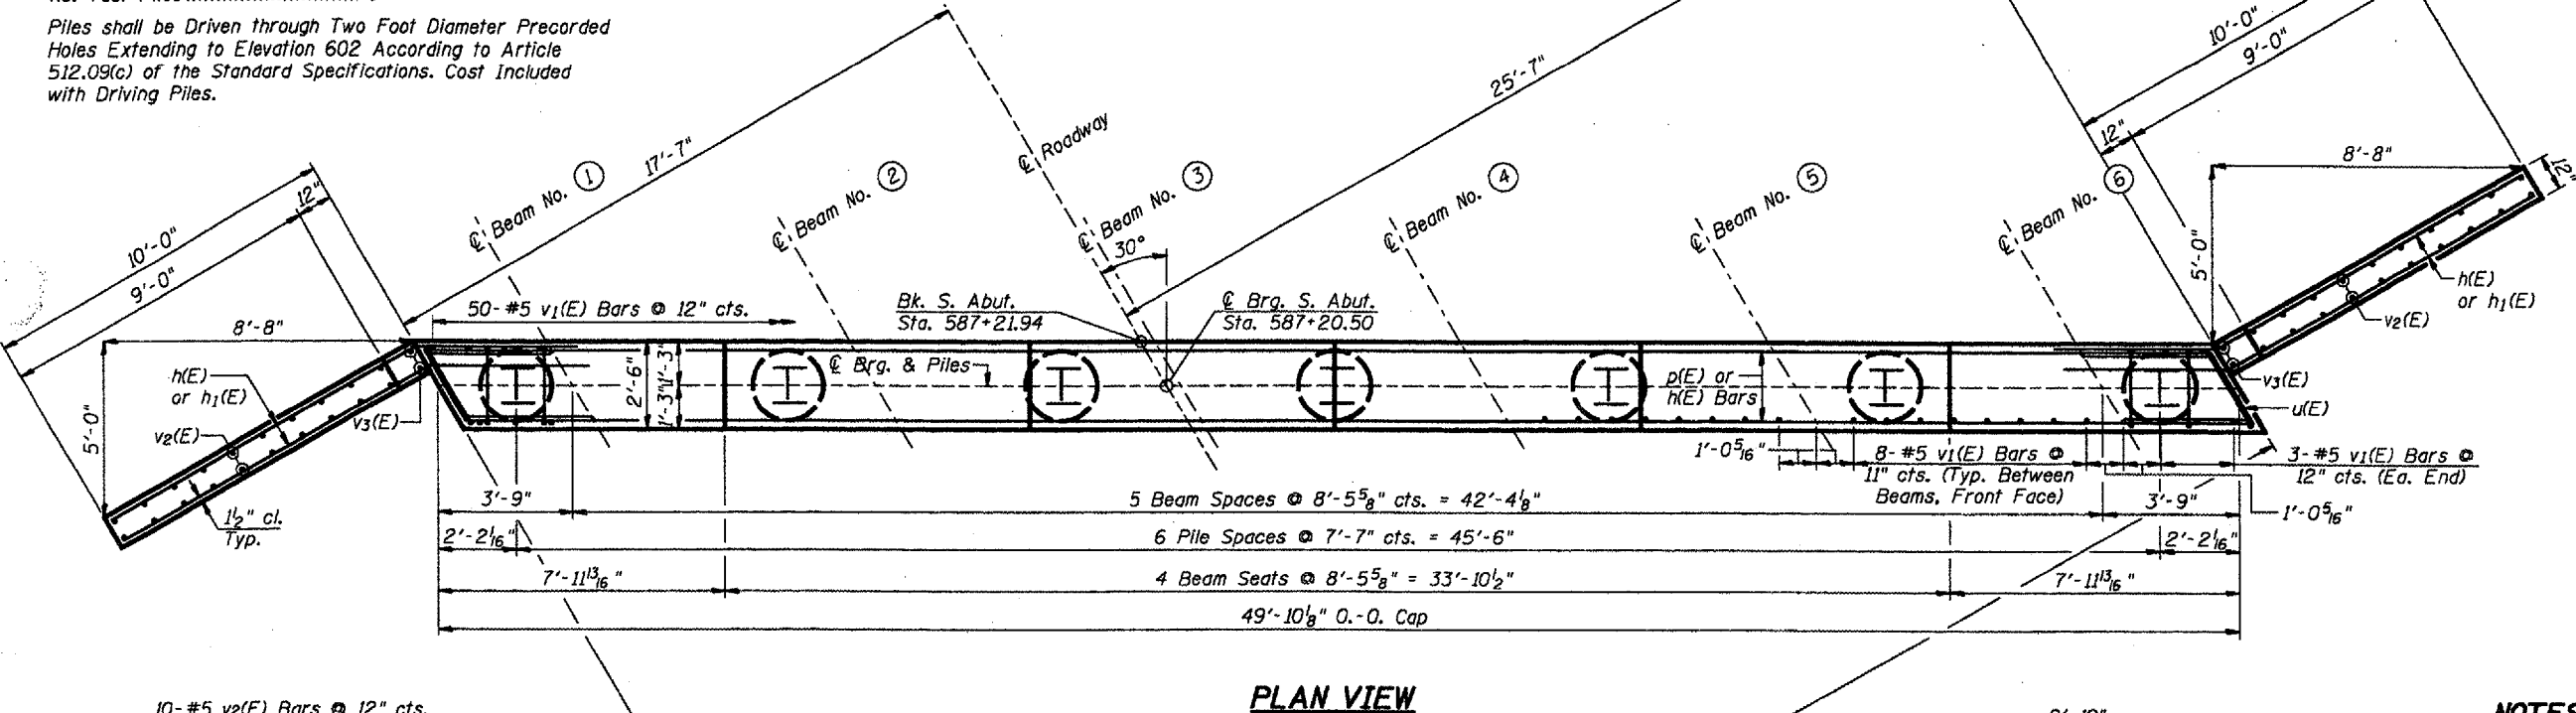 Piles shall be Driven through Two Foot Diameter Precorded
Holes Extending to Elevation 602 According to Article
512.09(c) of the Standard Specifications. Cost Included
with Driving Piles.
10'-0"
9'-0"
12"
17'-7"
25'-7"
10'-0"
9'-0"
12"
8'-8"
12"
5'-0"
℄ Roadway
℄ Beam No. 1
℄ Beam No. 2
℄ Beam No. 3
℄ Beam No. 4
℄ Beam No. 5
℄ Beam No. 6
30°
8'-8"
5'-0"
50-#5 v1(E) Bars @ 12" cts.
Bk. S. Abut.
Sta. 587+21.94
℄ Brg. S. Abut.
Sta. 587+20.50
h(E)
or h1(E)
v2(E)
v3(E)
1½" cl.
Typ.
2'-6"
1'-3"
1'-3"
℄ Brg. & Piles
p(E) or
h(E) Bars
h(E)
or h1(E)
v2(E)
v3(E)
u(E)
1'-0 5/16"
8-#5 v1(E) Bars @
11" cts. (Typ. Between
Beams, Front Face)
3-#5 v1(E) Bars @
12" cts. (Ea. End)
1'-0 5/16"
3'-9"
5 Beam Spaces @ 8'-5 5/8" cts. = 42'-4 1/8"
3'-9"
2'-2 1/16"
6 Pile Spaces @ 7'-7" cts. = 45'-6"
2'-2 1/16"
7'-11 13/16"
4 Beam Seats @ 8'-5 5/8" = 33'-10½"
7'-11 13/16"
49'-10 1/8" O.-O. Cap
PLAN VIEW
10-#5 v2(E) Bars @ 12" cts.
NOTES